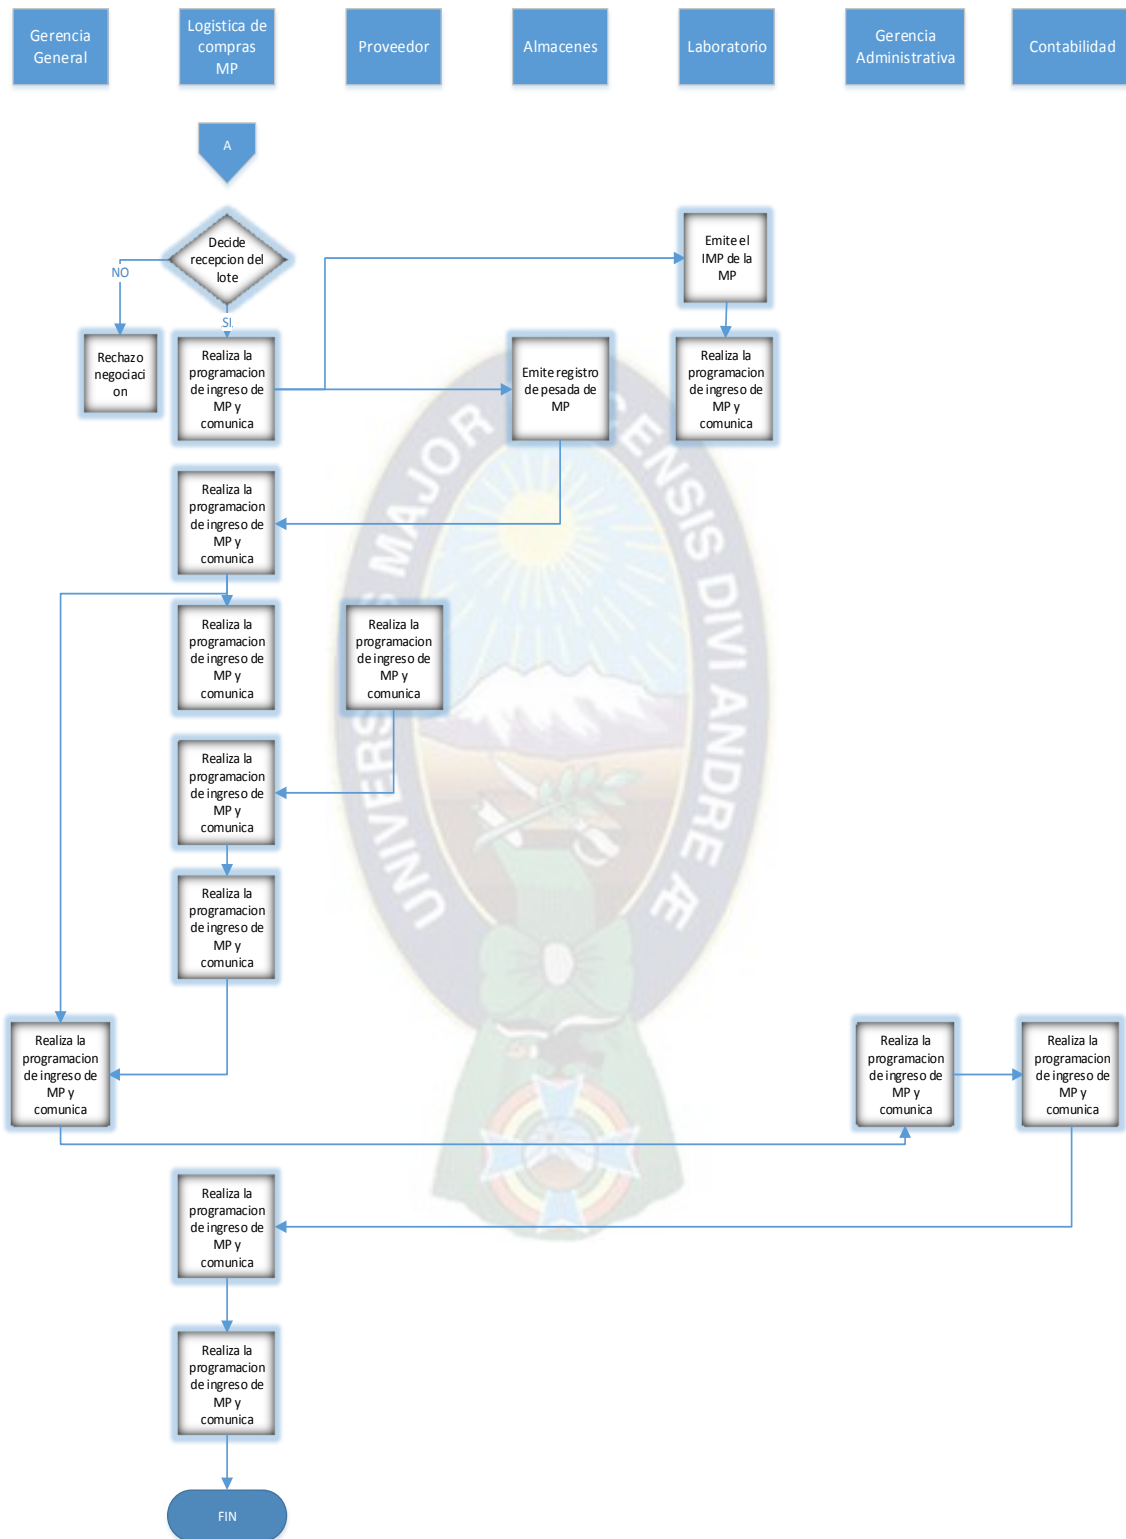 Gerencia
General
Logistica de
compras
MP
Proveedor
Almacenes
Laboratorio
Gerencia
Administrativa
Contabilidad
A
Decide
recepcion del
lote
NO
SI
Emite el
IMP de la
MP
Rechazo
negociaci
on
Realiza la
programacion
de ingreso de
MP y
comunica
Emite registro
de pesada de
MP
Realiza la
programacion
de ingreso de
MP y
comunica
Realiza la
programacion
de ingreso de
MP y
comunica
Realiza la
programacion
de ingreso de
MP y
comunica
Realiza la
programacion
de ingreso de
MP y
comunica
Realiza la
programacion
de ingreso de
MP y
comunica
Realiza la
programacion
de ingreso de
MP y
comunica
Realiza la
programacion
de ingreso de
MP y
comunica
Realiza la
programacion
de ingreso de
MP y
comunica
Realiza la
programacion
de ingreso de
MP y
comunica
Realiza la
programacion
de ingreso de
MP y
comunica
Realiza la
programacion
de ingreso de
MP y
comunica
FIN
MAJOR
DIVI ANDRE Æ